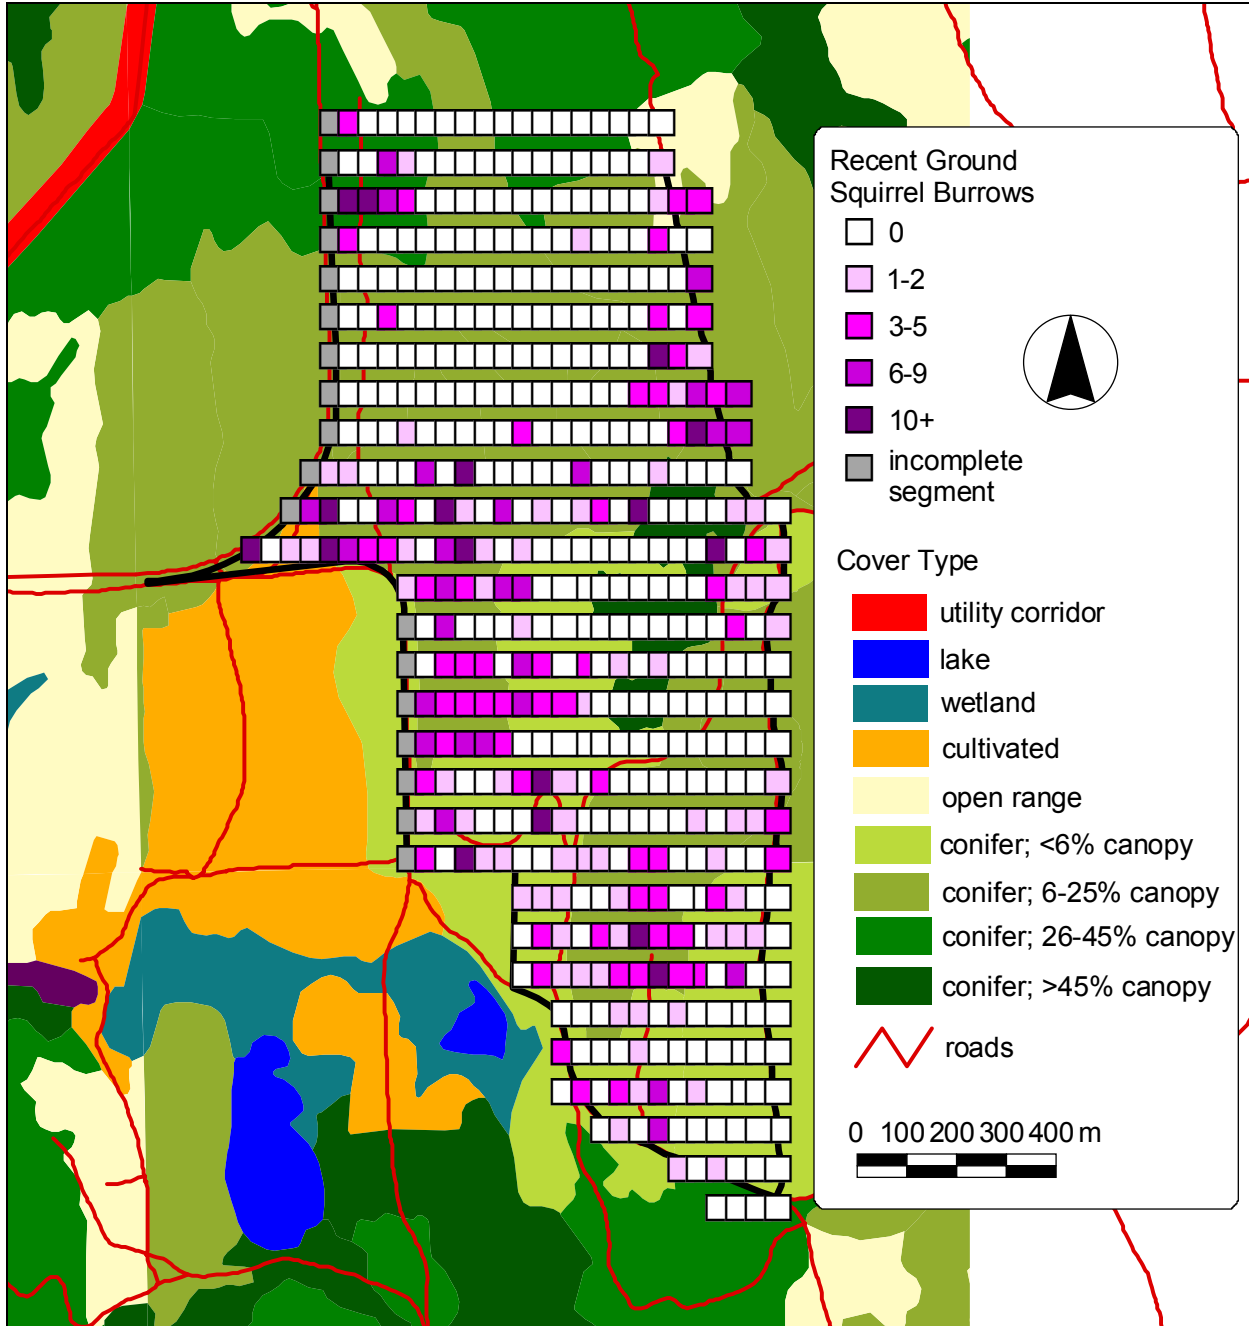 Recent Ground
Squirrel Burrows
0
1-2
3-5
6-9
10+
incomplete
segment
Cover Type
utility corridor
lake
wetland
cultivated
open range
conifer; <6% canopy
conifer; 6-25% canopy
conifer; 26-45% canopy
conifer; >45% canopy
roads
0 100 200 300 400 m